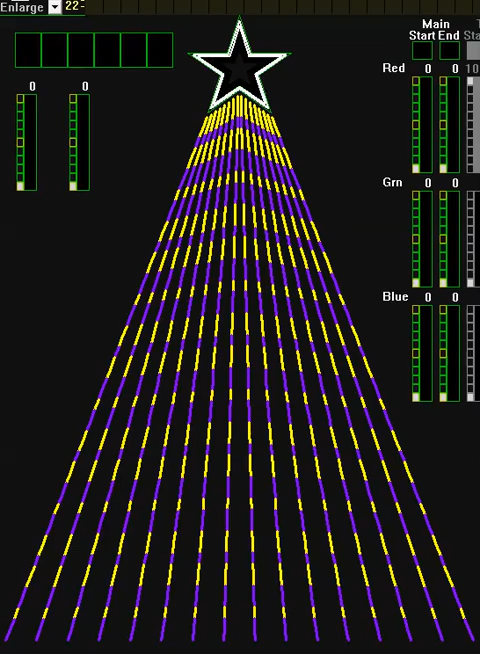 Enlarge 22-
Main
Start End
Red 0 0 10
0 0
Grn 0 0
Blue 0 0